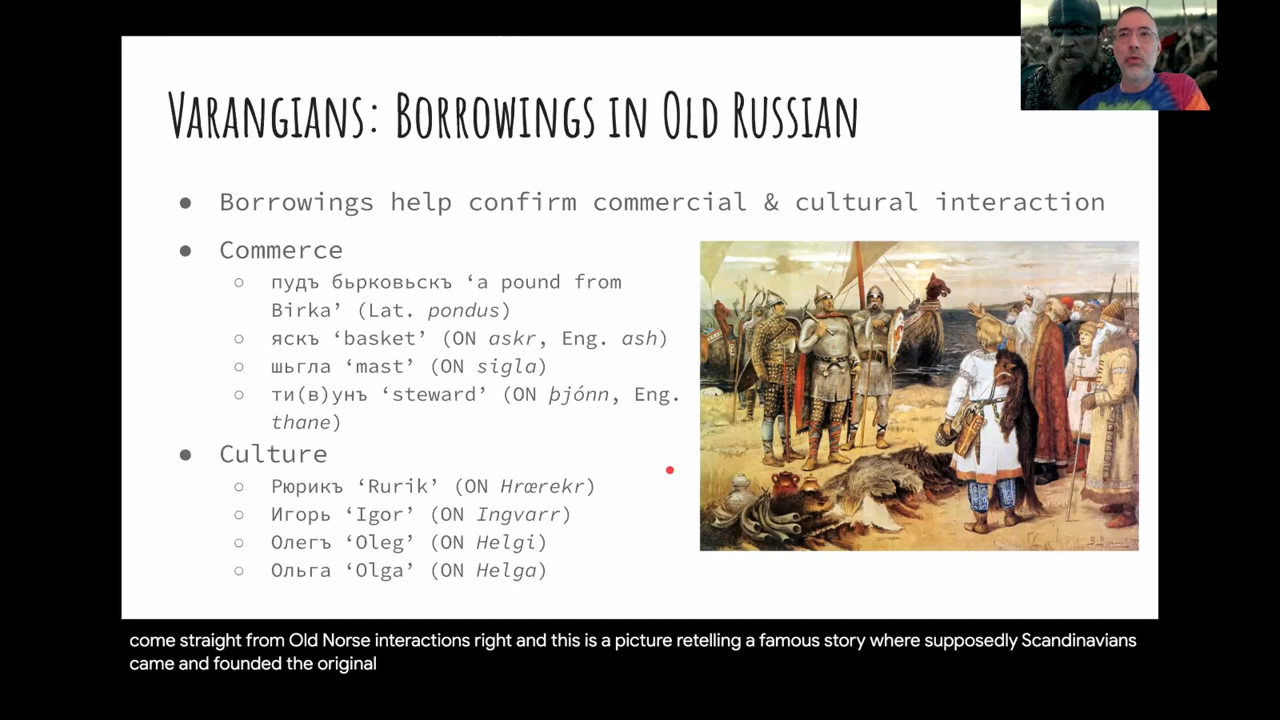 VARANGIANS: BORROWINGS IN OLD RUSSIAN
● Borrowings help confirm commercial & cultural interaction
● Commerce
○ пудъ бьрковьскъ ‘a pound from
Birka’ (Lat. pondus)
○ яскъ ‘basket’ (ON askr, Eng. ash)
○ шьгла ‘mast’ (ON sigla)
○ ти(в)унъ ‘steward’ (ON þjónn, Eng.
thane)
● Culture
○ Рюрикъ ‘Rurik’ (ON Hrœrekr)
○ Игорь ‘Igor’ (ON Ingvarr)
○ Олегъ ‘Oleg’ (ON Helgi)
○ Ольга ‘Olga’ (ON Helga)
come straight from Old Norse interactions right and this is a picture retelling a famous story where supposedly Scandinavians
came and founded the original